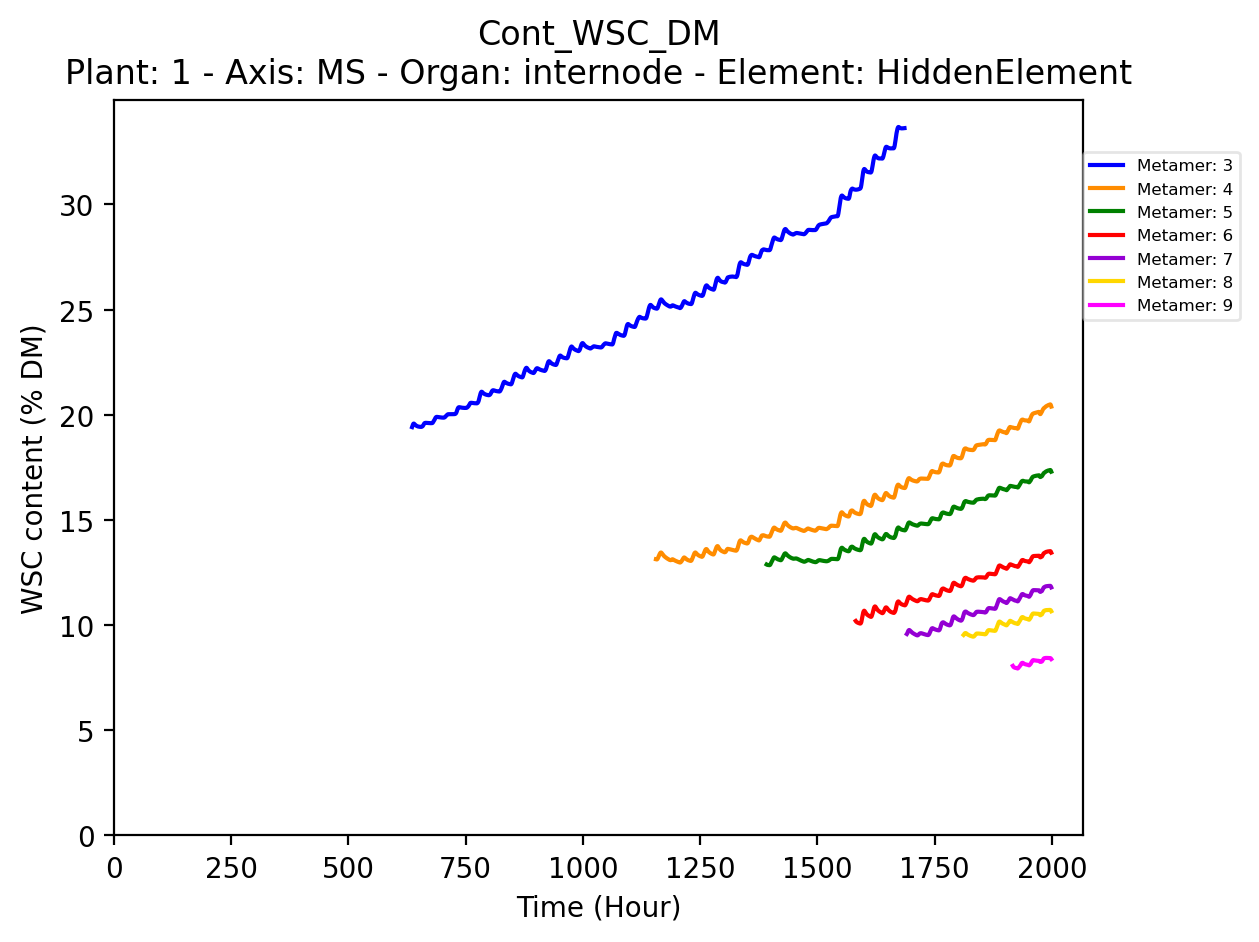 Cont_WSC_DM
Plant: 1 - Axis: MS - Organ: internode - Element: HiddenElement
WSC content (% DM)
30
25
20
15
10
5
0
0 250 500 750 1000 1250 1500 1750 2000
Time (Hour)
Metamer: 3
Metamer: 4
Metamer: 5
Metamer: 6
Metamer: 7
Metamer: 8
Metamer: 9